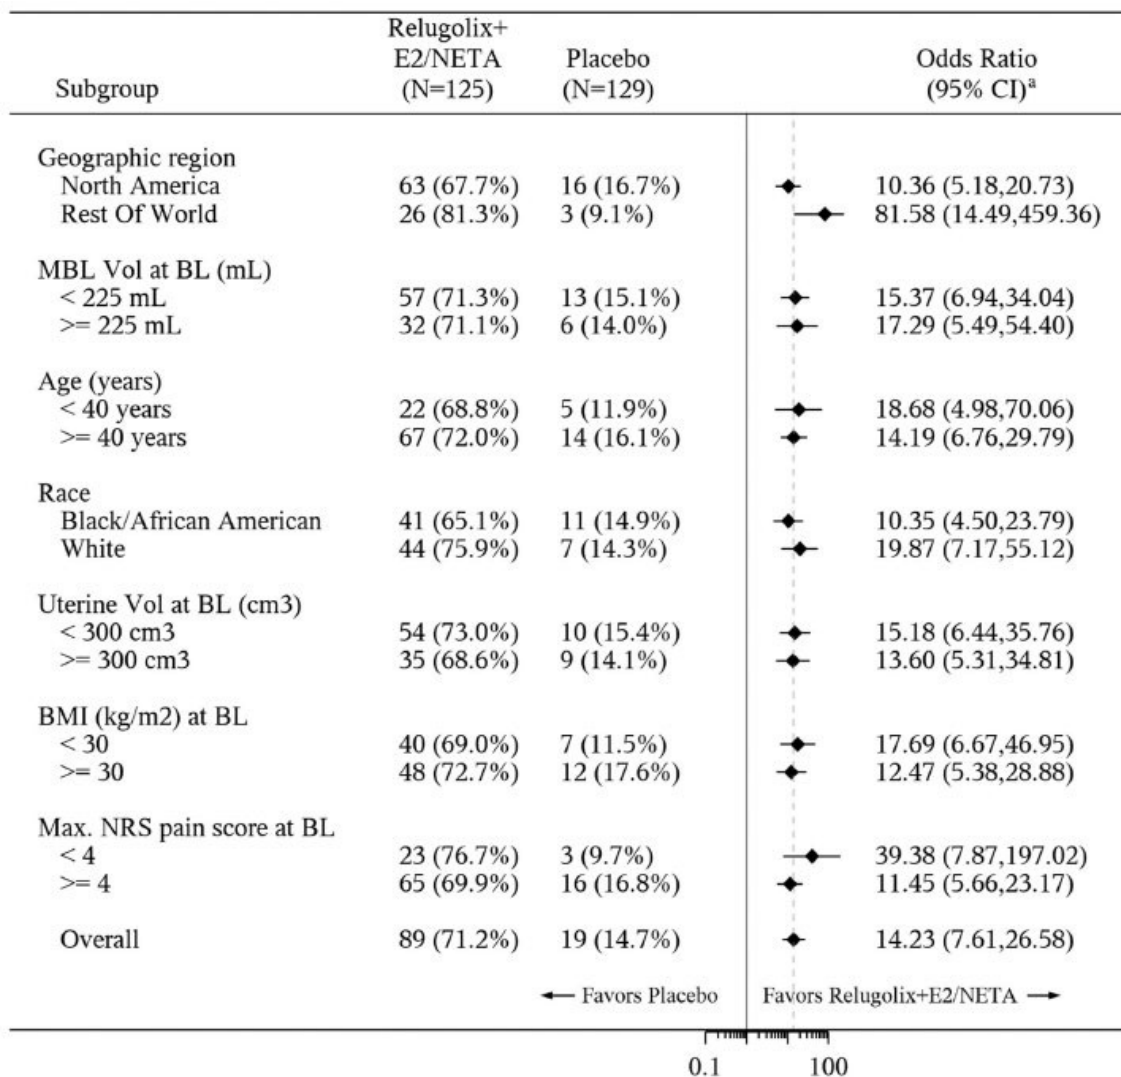 Subgroup Relugolix+ E2/NETA (N=125) Placebo (N=129) Odds Ratio (95% CI)a
Geographic region
North America 63 (67.7%) 16 (16.7%) 10.36 (5.18,20.73)
Rest Of World 26 (81.3%) 3 (9.1%) 81.58 (14.49,459.36)
MBL Vol at BL (mL)
< 225 mL 57 (71.3%) 13 (15.1%) 15.37 (6.94,34.04)
>= 225 mL 32 (71.1%) 6 (14.0%) 17.29 (5.49,54.40)
Age (years)
< 40 years 22 (68.8%) 5 (11.9%) 18.68 (4.98,70.06)
>= 40 years 67 (72.0%) 14 (16.1%) 14.19 (6.76,29.79)
Race
Black/African American 41 (65.1%) 11 (14.9%) 10.35 (4.50,23.79)
White 44 (75.9%) 7 (14.3%) 19.87 (7.17,55.12)
Uterine Vol at BL (cm3)
< 300 cm3 54 (73.0%) 10 (15.4%) 15.18 (6.44,35.76)
>= 300 cm3 35 (68.6%) 9 (14.1%) 13.60 (5.31,34.81)
BMI (kg/m2) at BL
< 30 40 (69.0%) 7 (11.5%) 17.69 (6.67,46.95)
>= 30 48 (72.7%) 12 (17.6%) 12.47 (5.38,28.88)
Max. NRS pain score at BL
< 4 23 (76.7%) 3 (9.7%) 39.38 (7.87,197.02)
>= 4 65 (69.9%) 16 (16.8%) 11.45 (5.66,23.17)
Overall 89 (71.2%) 19 (14.7%) 14.23 (7.61,26.58)
← Favors Placebo Favors Relugolix+E2/NETA →
0.1 100